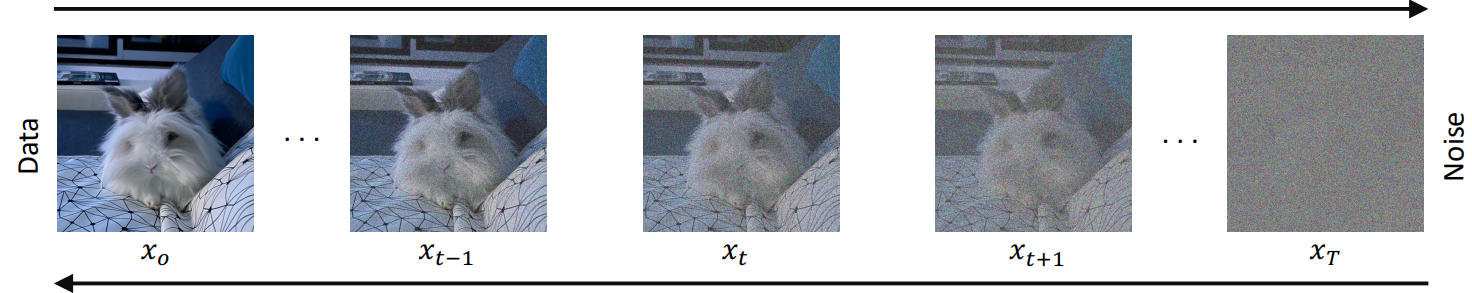 Data
. . .
. . .
Noise
x_o
x_{t−1}
x_t
x_{t+1}
x_T